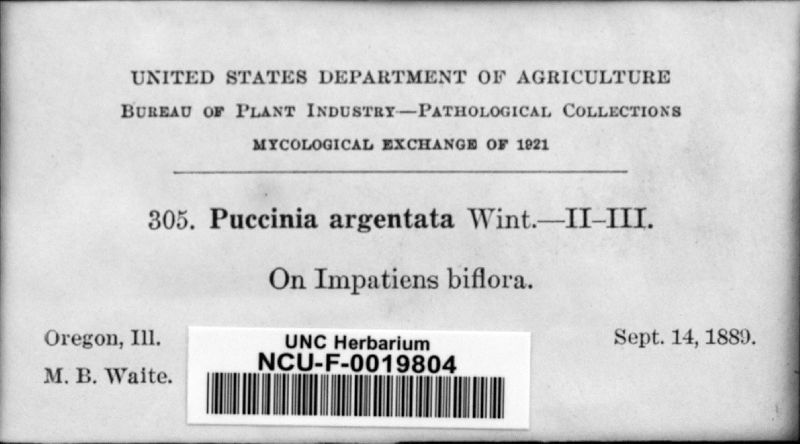 UNITED STATES DEPARTMENT OF AGRICULTURE
BUREAU OF PLANT INDUSTRY—PATHOLOGICAL COLLECTIONS
MYCOLOGICAL EXCHANGE OF 1921
305. Puccinia argentata Wint.—II–III.
On Impatiens biflora.
Oregon, Ill.
Sept. 14, 1889.
M. B. Waite.
UNC Herbarium
NCU-F-0019804